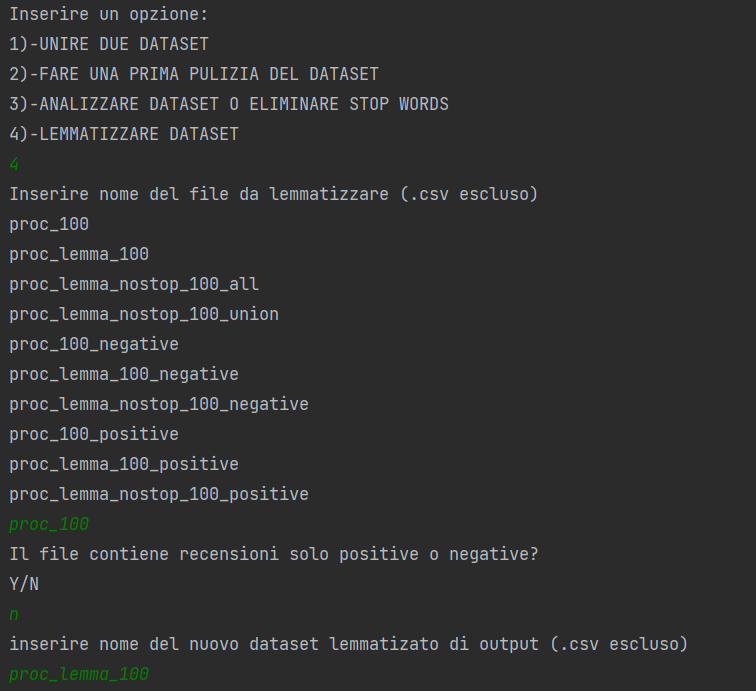 Inserire un opzione:
1)-UNIRE DUE DATASET
2)-FARE UNA PRIMA PULIZIA DEL DATASET
3)-ANALIZZARE DATASET O ELIMINARE STOP WORDS
4)-LEMMATIZZARE DATASET
4
Inserire nome del file da lemmatizzare (.csv escluso)
proc_100
proc_lemma_100
proc_lemma_nostop_100_all
proc_lemma_nostop_100_union
proc_100_negative
proc_lemma_100_negative
proc_lemma_nostop_100_negative
proc_100_positive
proc_lemma_100_positive
proc_lemma_nostop_100_positive
proc_100
Il file contiene recensioni solo positive o negative?
Y/N
n
inserire nome del nuovo dataset lemmatizato di output (.csv escluso)
proc_lemma_100